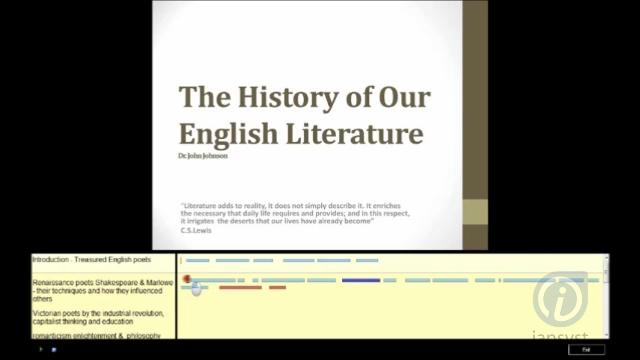 The History of Our
English Literature
Dr. John Johnson
"Literature adds to reality, it does not simply describe it. It enriches
the necessary that daily life requires and provides; and in this respect,
it irrigates the deserts that our lives have already become"
C.S.Lewis
Introduction - Treasured English poets
Renaissance poets Shakespeare & Marlowe
- their techniques and how they influenced
others
Victorian poets by the industrial revolution,
capitalist thinking and education
romanticism enlightenment & philosophy
iansyst
Exit